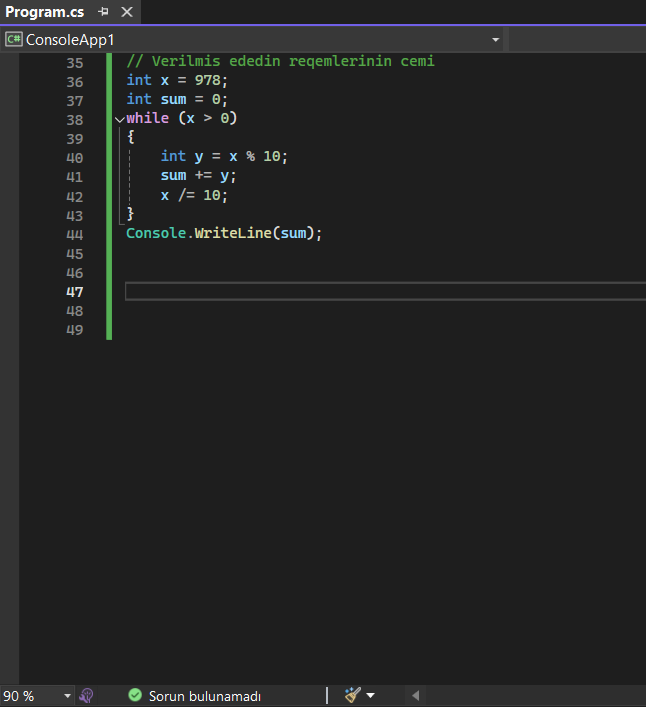 Program.cs
C# ConsoleApp1
35 // Verilmis ededin reqemlerinin cemi
36 int x = 978;
37 int sum = 0;
38 while (x > 0)
39 {
40 int y = x % 10;
41 sum += y;
42 x /= 10;
43 }
44 Console.WriteLine(sum);
45
46
47
48
49
90 % Sorun bulunamadı